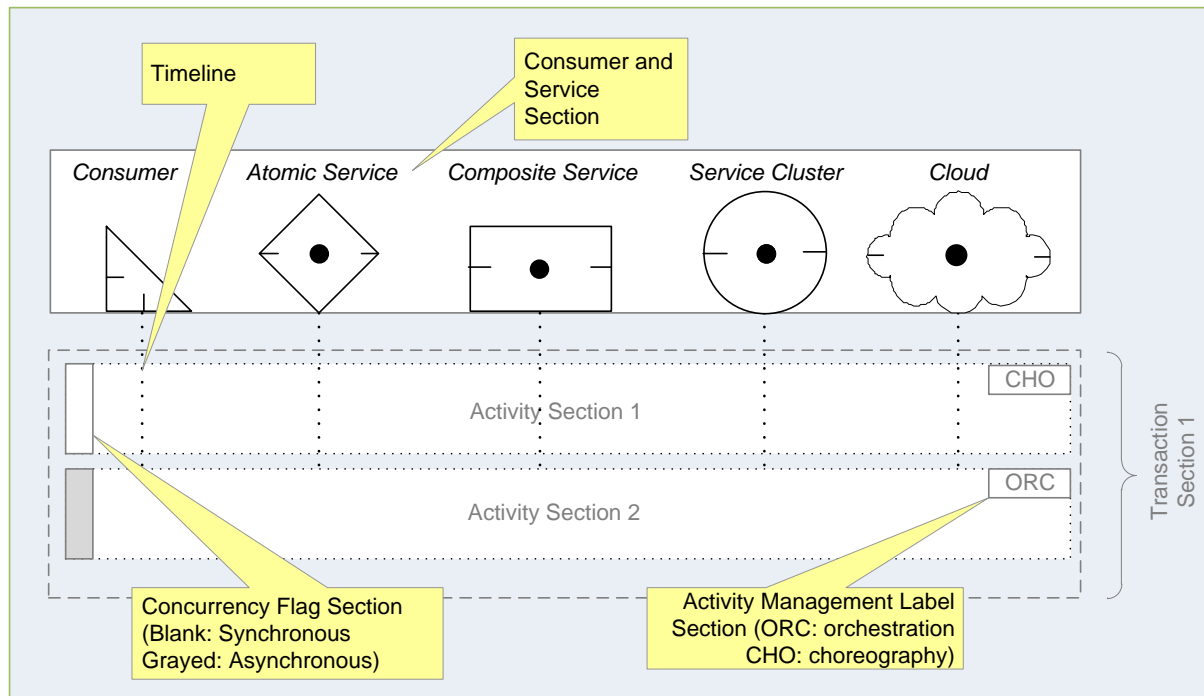 Timeline
Consumer and
Service
Section
Consumer
Atomic Service
Composite Service
Service Cluster
Cloud
CHO
Activity Section 1
ORC
Activity Section 2
Transaction
Section 1
Concurrency Flag Section
(Blank: Synchronous
Grayed: Asynchronous)
Activity Management Label
Section (ORC: orchestration
CHO: choreography)